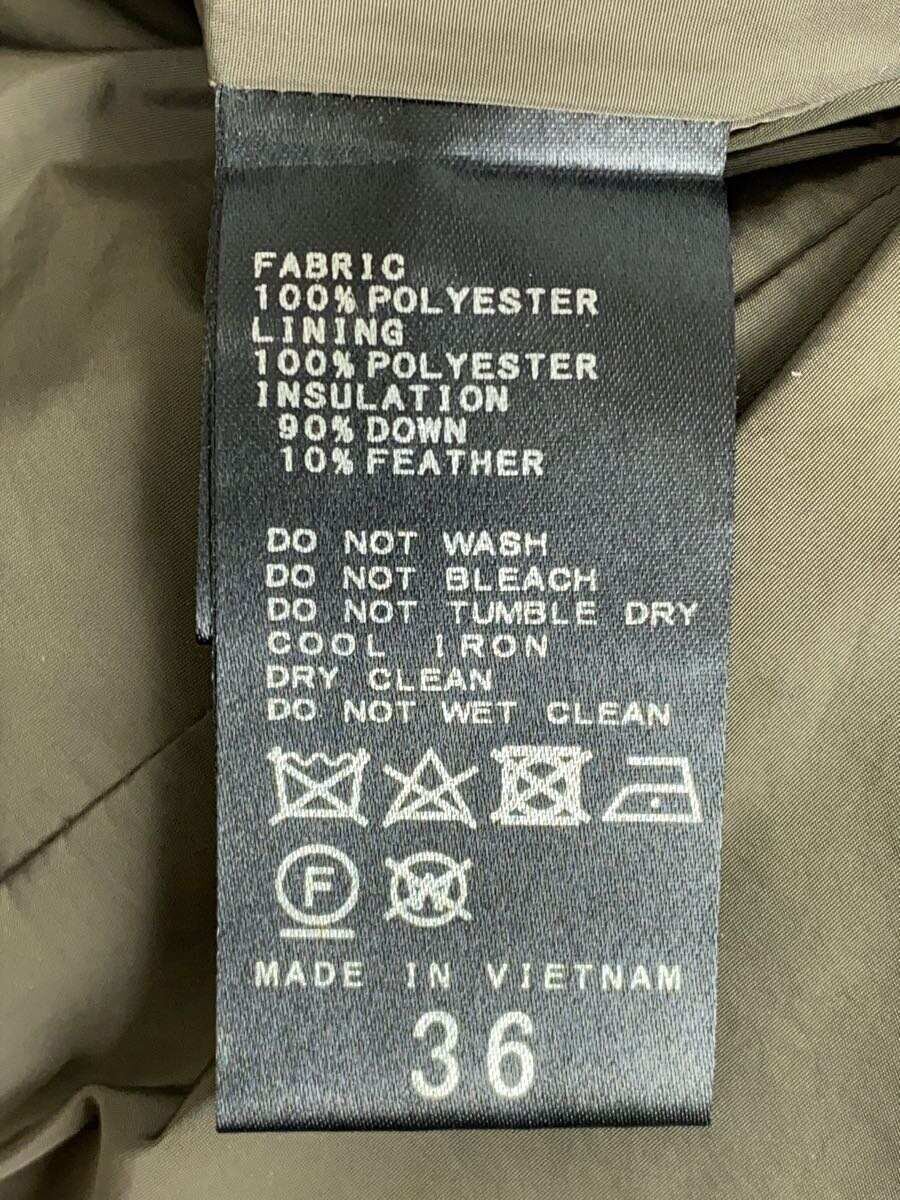 FABRIC
100% POLYESTER
LINING
100% POLYESTER
INSULATION
90% DOWN
10% FEATHER
DO NOT WASH
DO NOT BLEACH
DO NOT TUMBLE DRY
COOL IRON
DRY CLEAN
DO NOT WET CLEAN
F W
MADE IN VIETNAM
36